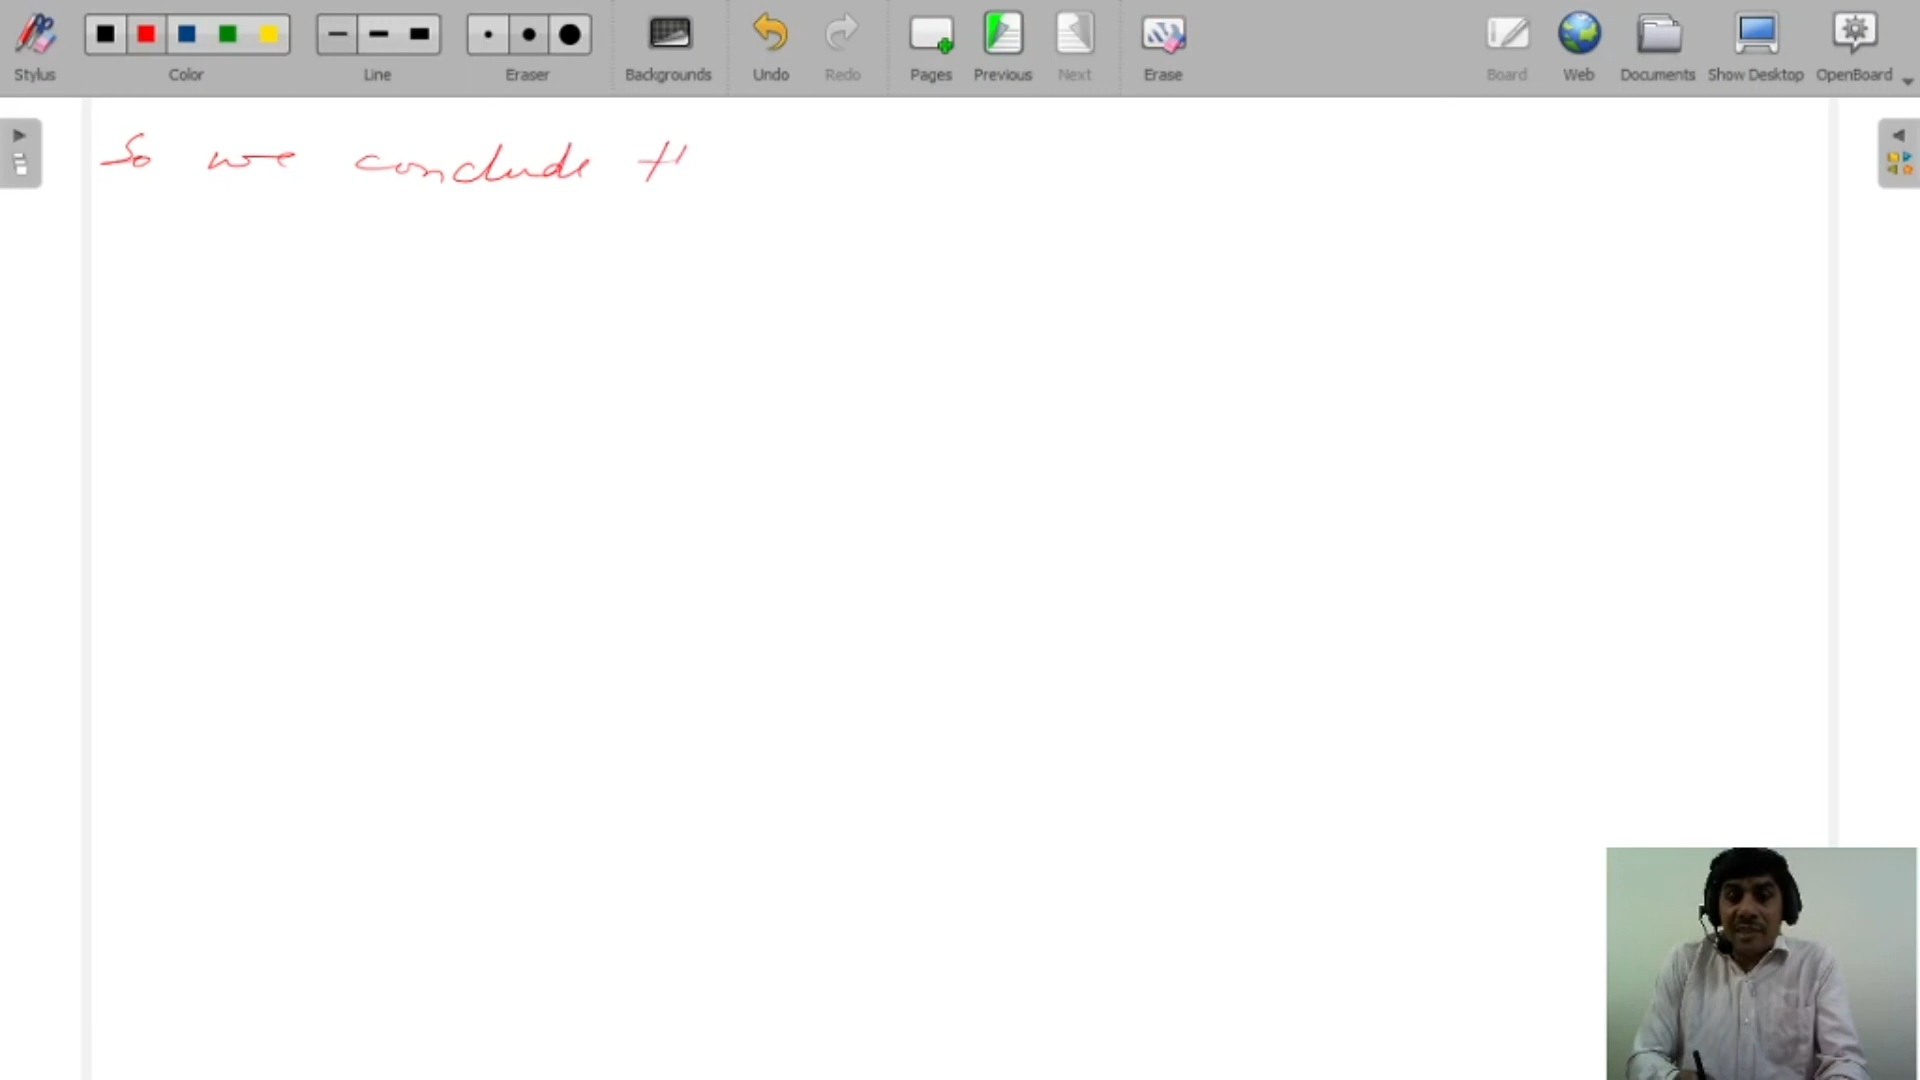 Stylus Color Line Eraser Backgrounds Undo Redo Pages Previous Next Erase Board Web Documents Show Desktop OpenBoard
So we conclude